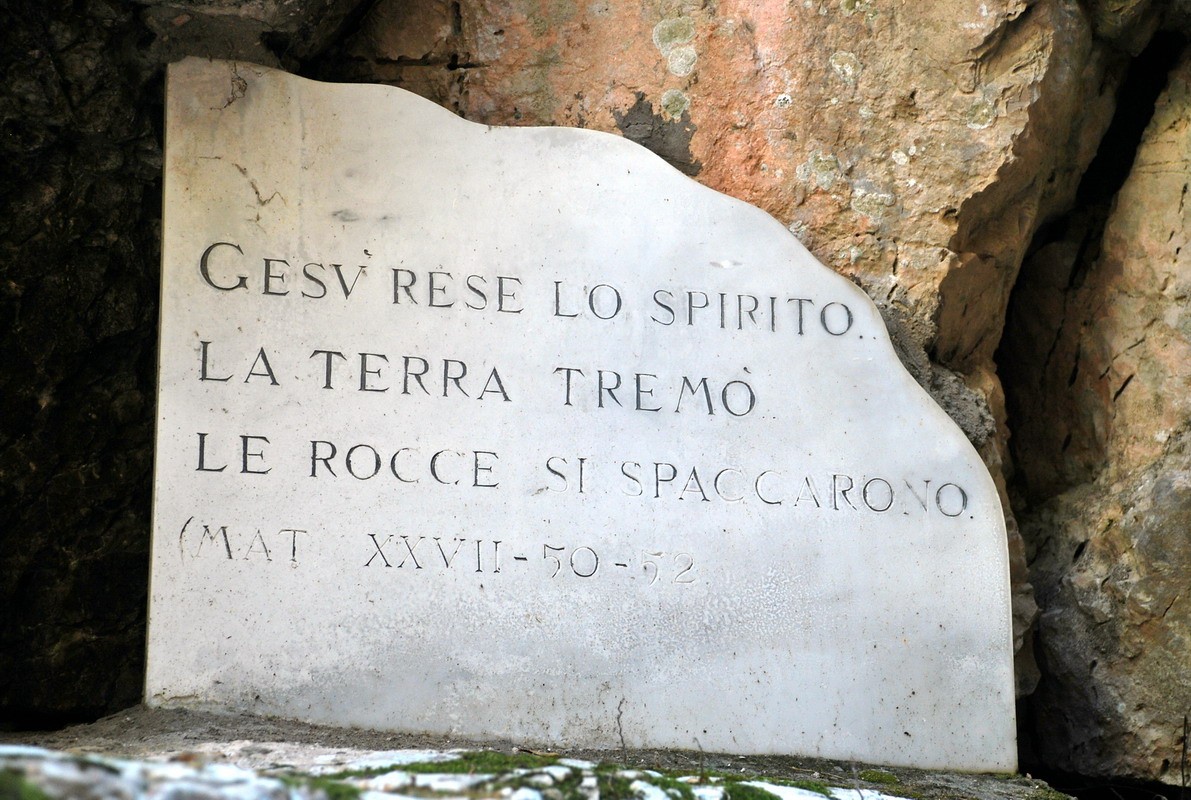 GESV̀ RESE LO SPIRITO.
LA TERRA TREMÒ
LE ROCCE SI SPACCARONO.
(MAT XXVII-50-52